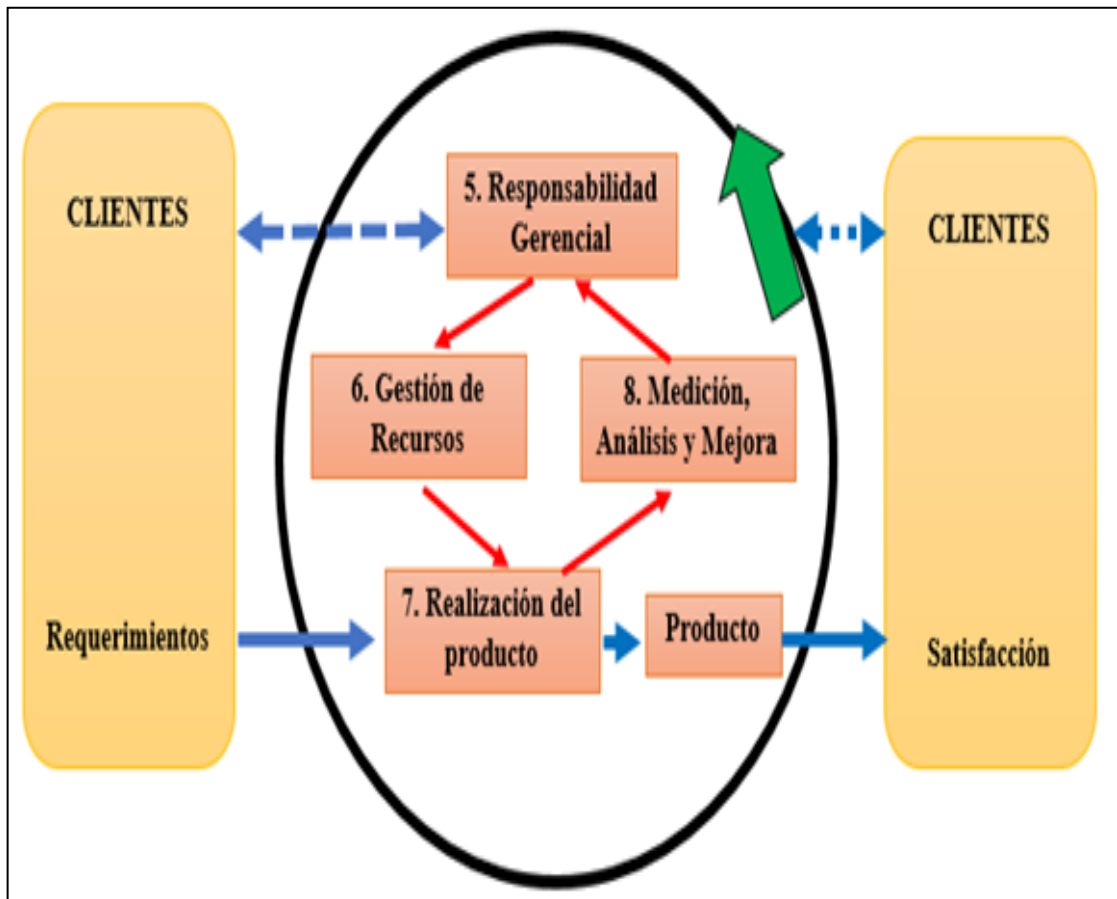 CLIENTES
Requerimientos
5. Responsabilidad
Gerencial
6. Gestión de
Recursos
8. Medición,
Análisis y Mejora
7. Realización del
producto
Producto
CLIENTES
Satisfacción